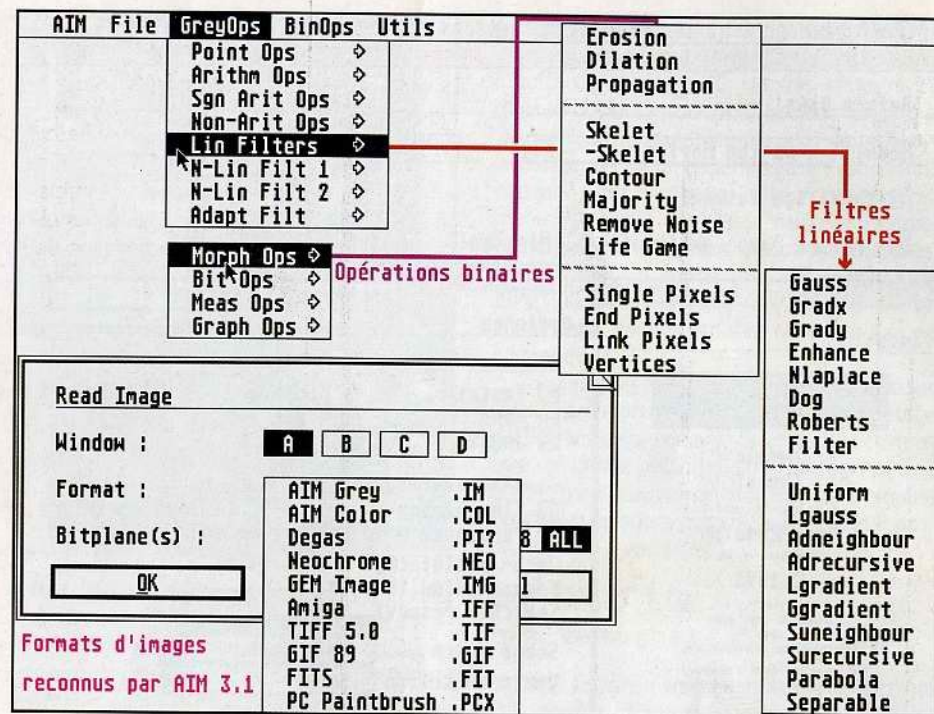 AIM File GreyOps BinOps Utils
Point Ops
Arithm Ops
Sgn Arit Ops
Non-Arit Ops
Lin Filters
N-Lin Filt 1
N-Lin Filt 2
Adapt Filt
Morph Ops
Bit Ops
Meas Ops
Graph Ops
Opérations binaires
Erosion
Dilation
Propagation
Skelet
-Skelet
Contour
Majority
Remove Noise
Life Game
Single Pixels
End Pixels
Link Pixels
Vertices
Filtres
linéaires
Gauss
Gradx
Grady
Enhance
Nlaplace
Dog
Roberts
Filter
Uniform
Lgauss
Adneighbour
Adrecursive
Lgradient
Ggradient
Suneighbour
Surecursive
Parabola
Separable
Read Image
Window : A B C D
Format :
Bitplane(s) : 8 ALL
OK
AIM Grey .IM
AIM Color .COL
Degas .PI?
Neochrome .NEO
GEM Image .IMG
Amiga .IFF
TIFF 5.0 .TIF
GIF 89 .GIF
FITS .FIT
PC Paintbrush .PCX
Formats d'images
reconnus par AIM 3.1